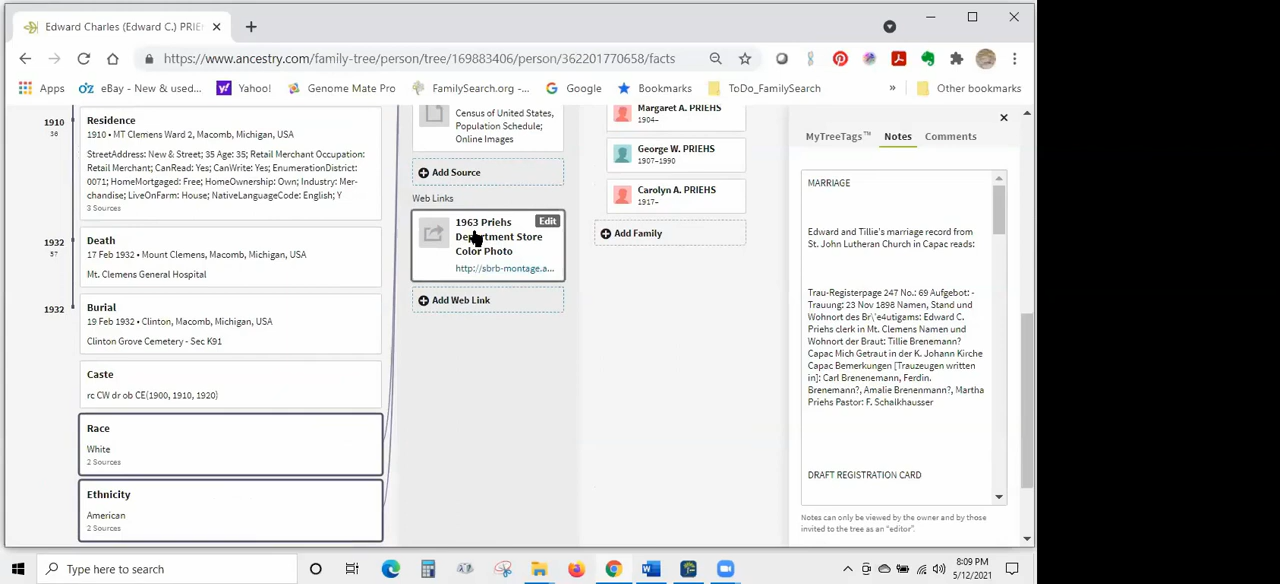 Edward Charles (Edward C.) PRIE
https://www.ancestry.com/family-tree/person/tree/169883406/person/362201770658/facts
Apps
eBay - New & used...
Yahoo!
Genome Mate Pro
FamilySearch.org -...
Google
Bookmarks
ToDo_FamilySearch
»
Other bookmarks
1910
36
Residence
1910 • MT Clemens Ward 2, Macomb, Michigan, USA
StreetAddress: New & Street; 35 Age: 35; Retail Merchant Occupation:
Retail Merchant; CanRead: Yes; CanWrite: Yes; EnumerationDistrict:
0071; HomeMortgaged: Free; HomeOwnership: Own; Industry: Mer-
chandise; LiveOnFarm: House; NativeLanguageCode: English; Y
3 Sources
1932
57
Death
17 Feb 1932 • Mount Clemens, Macomb, Michigan, USA
Mt. Clemens General Hospital
1932
Burial
19 Feb 1932 • Clinton, Macomb, Michigan, USA
Clinton Grove Cemetery - Sec K91
Caste
rc CW dr ob CE(1900, 1910, 1920)
Race
White
2 Sources
Ethnicity
American
2 Sources
Census of United States,
Population Schedule;
Online Images
Add Source
Web Links
1963 Priehs
Department Store
Color Photo
Edit
http://sbrb-montage.a...
Add Web Link
Margaret A. PRIEHS
1904–
George W. PRIEHS
1907-1990
Carolyn A. PRIEHS
1917–
Add Family
MyTreeTags™
Notes
Comments
MARRIAGE
Edward and Tillie's marriage record from
St. John Lutheran Church in Capac reads:
Trau-Registerpage 247 No.: 69 Aufgebot: -
Trauung: 23 Nov 1898 Namen, Stand und
Wohnort des Br\'e4utigams: Edward C.
Priehs clerk in Mt. Clemens Namen und
Wohnort der Braut: Tillie Brenemann?
Capac Mich Getraut in der K. Johann Kirche
Capac Bemerkungen [Trauzeugen written
in]: Carl Brenenemann, Ferdin.
Brenemann?, Amalie Brenenmann?, Martha
Priehs Pastor: F. Schalkhausser
DRAFT REGISTRATION CARD
Notes can only be viewed by the owner and by those
invited to the tree as an "editor".
Type here to search
8:09 PM
5/12/2021